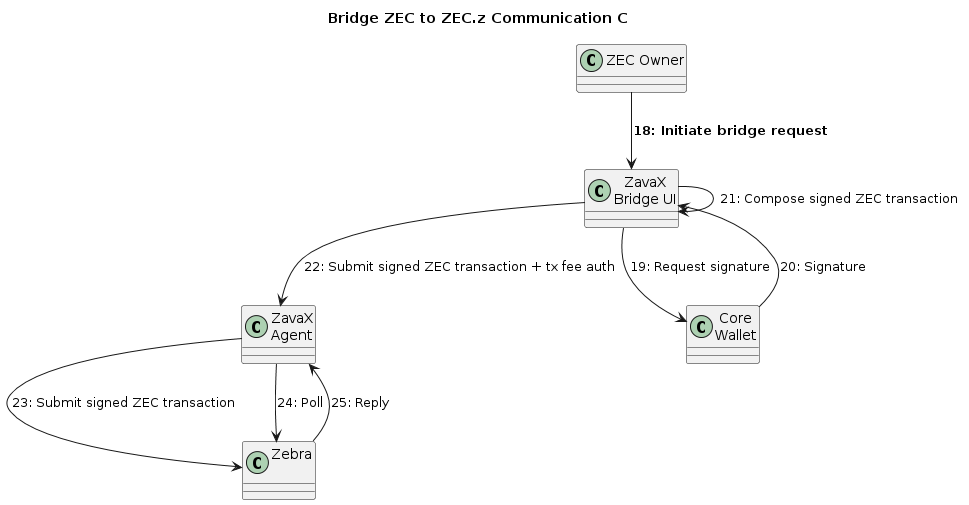 Bridge ZEC to ZEC.z Communication C
C ZEC Owner
18: Initiate bridge request
C ZavaX
Bridge UI
21: Compose signed ZEC transaction
22: Submit signed ZEC transaction + tx fee auth
19: Request signature
20: Signature
C ZavaX
Agent
C Core
Wallet
23: Submit signed ZEC transaction
24: Poll
25: Reply
C Zebra